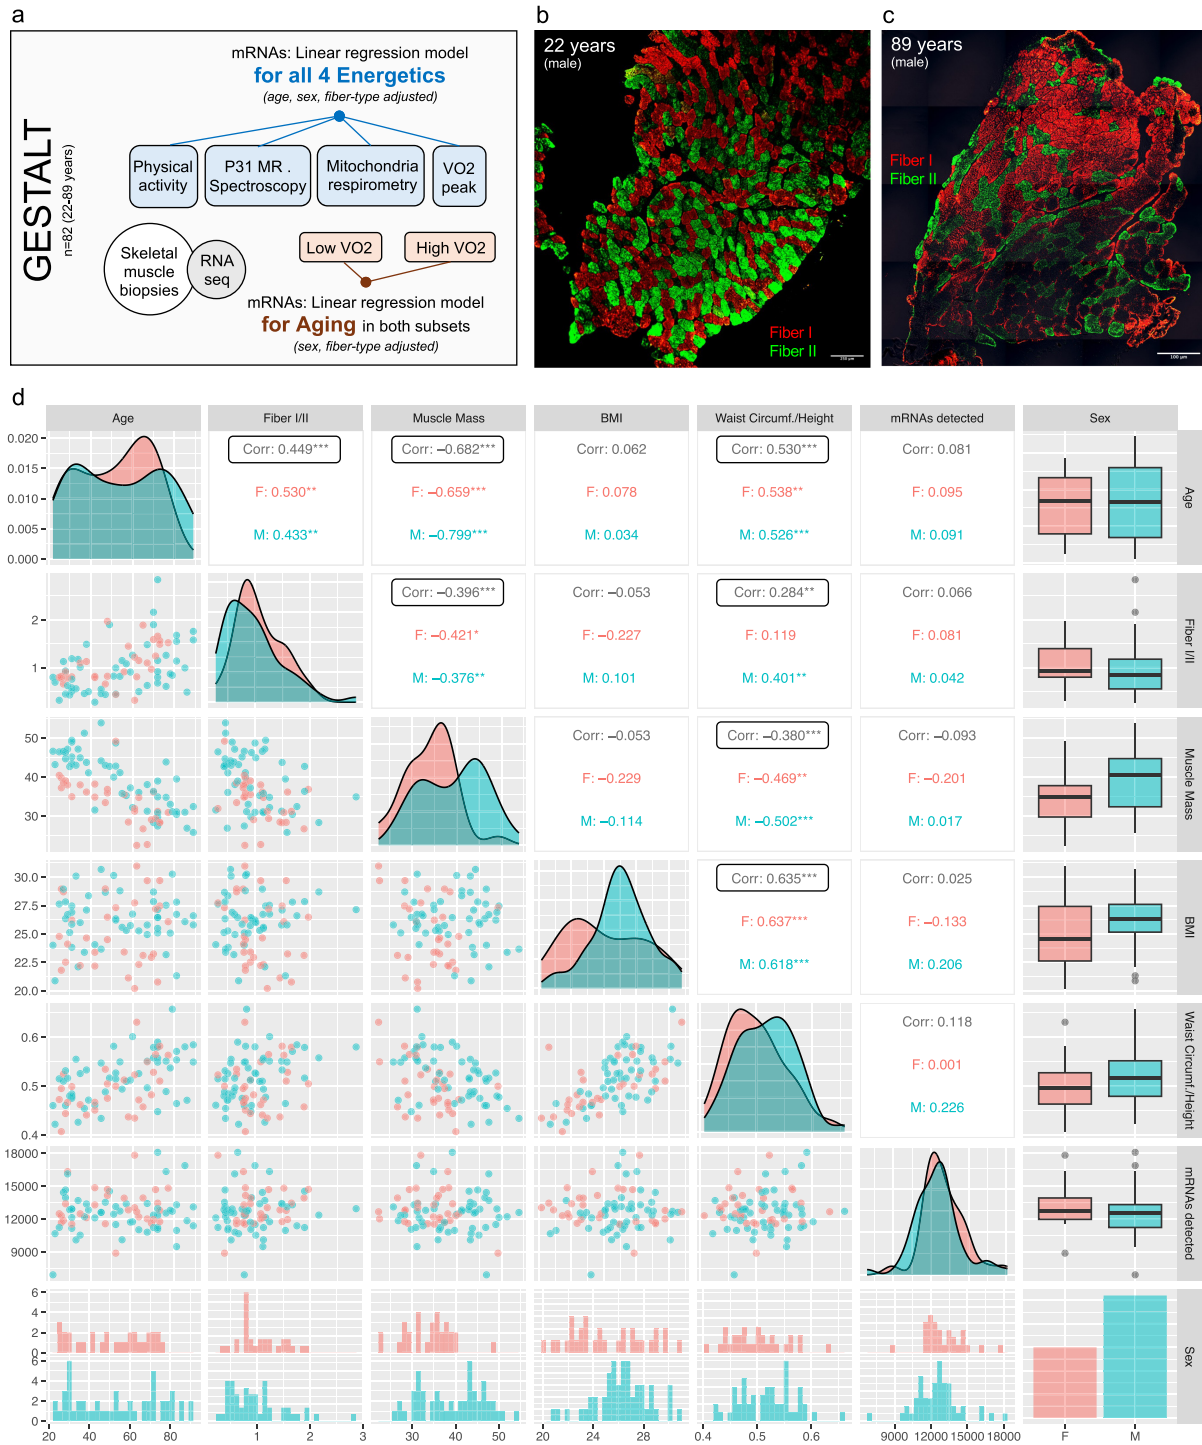 a
GESTALT
n=82 (22-89 years)
mRNAs: Linear regression model
for all 4 Energetics
(age, sex, fiber-type adjusted)
Physical
activity
P31 MR .
Spectroscopy
Mitochondria
respirometry
VO2
peak
Skeletal
muscle
biopsies
RNA
seq
Low VO2
High VO2
mRNAs: Linear regression model
for Aging in both subsets
(sex, fiber-type adjusted)
b
22 years
(male)
Fiber I
Fiber II
c
89 years
(male)
Fiber I
Fiber II
100 µm
d
Age
Fiber I/II
Muscle Mass
BMI
Waist Circumf./Height
mRNAs detected
Sex
0.020
0.015
0.010
0.005
0.000
Corr: 0.449***
F: 0.530**
M: 0.433**
Corr: −0.682***
F: −0.659***
M: −0.799***
Corr: 0.062
F: 0.078
M: 0.034
Corr: 0.530***
F: 0.538**
M: 0.526***
Corr: 0.081
F: 0.095
M: 0.091
Age
2
1
Corr: −0.396***
F: −0.421*
M: −0.376**
Corr: −0.053
F: −0.227
M: 0.101
Corr: 0.284**
F: 0.119
M: 0.401**
Corr: 0.066
F: 0.081
M: 0.042
Fiber I/II
50
40
30
Corr: −0.053
F: −0.229
M: −0.114
Corr: −0.380***
F: −0.469**
M: −0.502***
Corr: −0.093
F: −0.201
M: 0.017
Muscle Mass
30.0
27.5
25.0
22.5
20.0
Corr: 0.635***
F: 0.637***
M: 0.618***
Corr: 0.025
F: −0.133
M: 0.206
BMI
0.6
0.5
0.4
Corr: 0.118
F: 0.001
M: 0.226
Waist Circumf./Height
18000
15000
12000
9000
mRNAs detected
6
4
2
0
6
4
2
0
Sex
20 40 60 80
1 2 3
30 40 50
20 24 28
0.4 0.5 0.6
9000 12000 15000 18000
F M